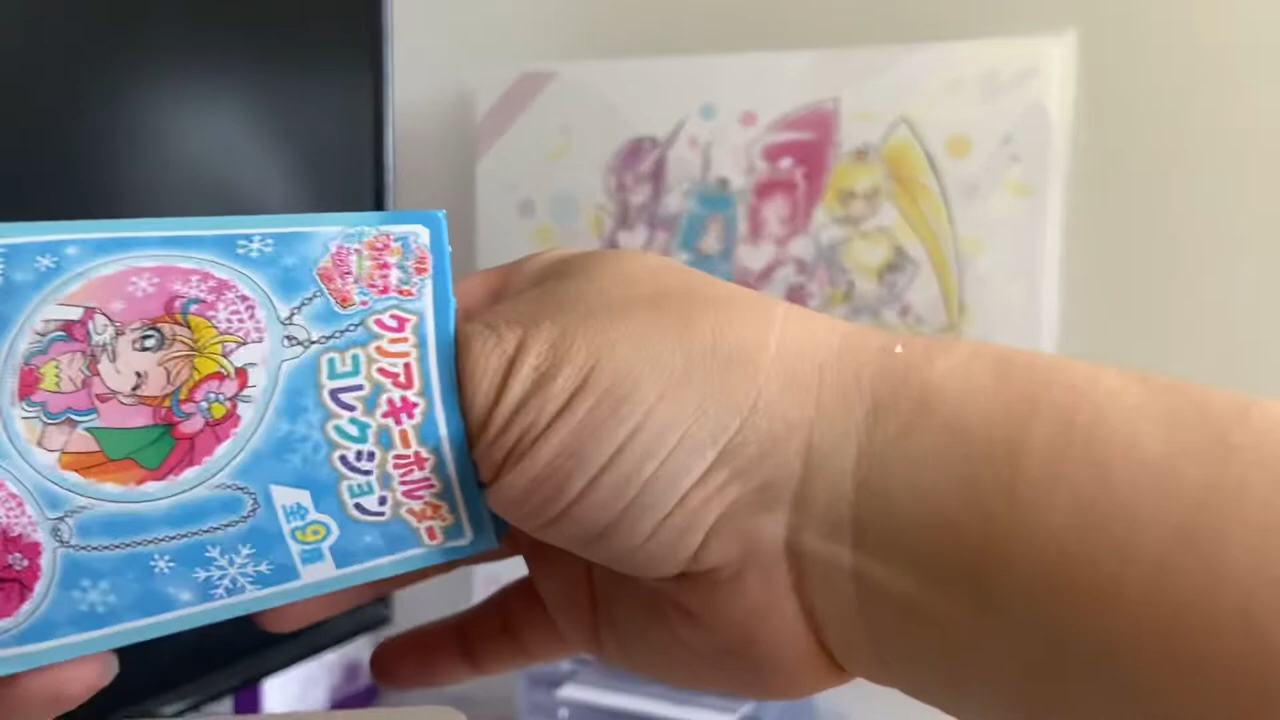 クリアキーホルダー
コレクション
全9種